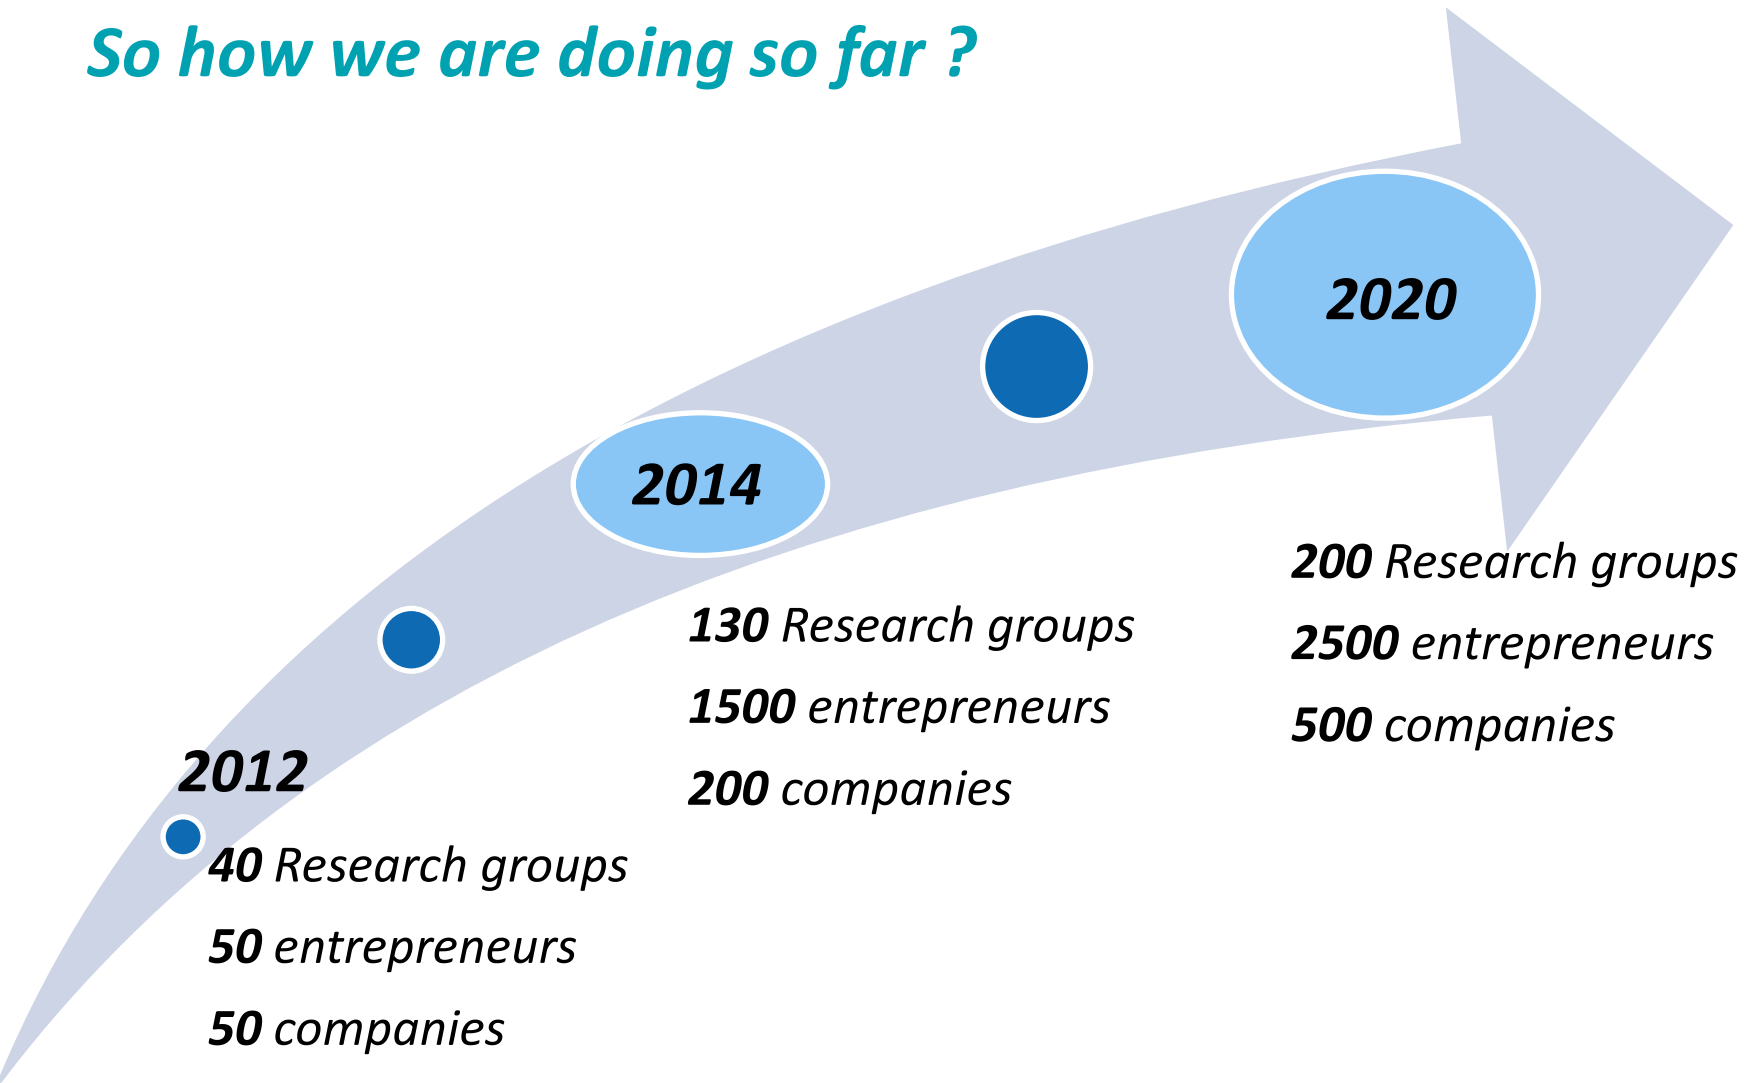 So how we are doing so far ?
2020
2014
200 Research groups
2500 entrepreneurs
500 companies
130 Research groups
1500 entrepreneurs
200 companies
2012
40 Research groups
50 entrepreneurs
50 companies